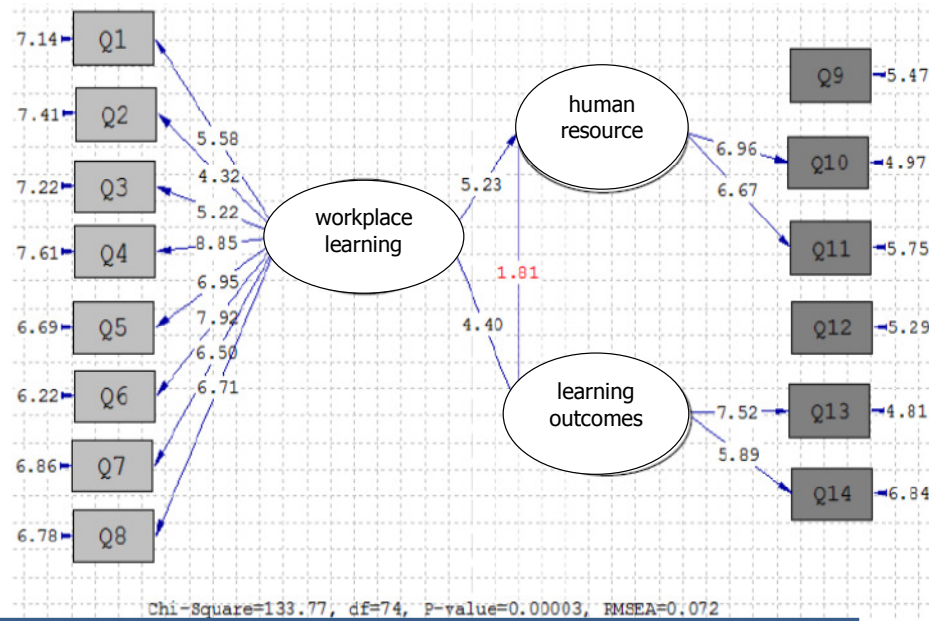 7.14 Q1
7.41 Q2
7.22 Q3
7.61 Q4
6.69 Q5
6.22 Q6
6.86 Q7
6.78 Q8
5.58
4.32
5.22
8.85
6.95
7.92
6.50
6.71
workplace
learning
5.23
4.40
1.81
human
resource
learning
outcomes
6.96
6.67
7.52
5.89
Q9 5.47
Q10 4.97
Q11 5.75
Q12 5.29
Q13 4.81
Q14 6.84
Chi-Square=133.77, df=74, P-value=0.00003, RMSEA=0.072